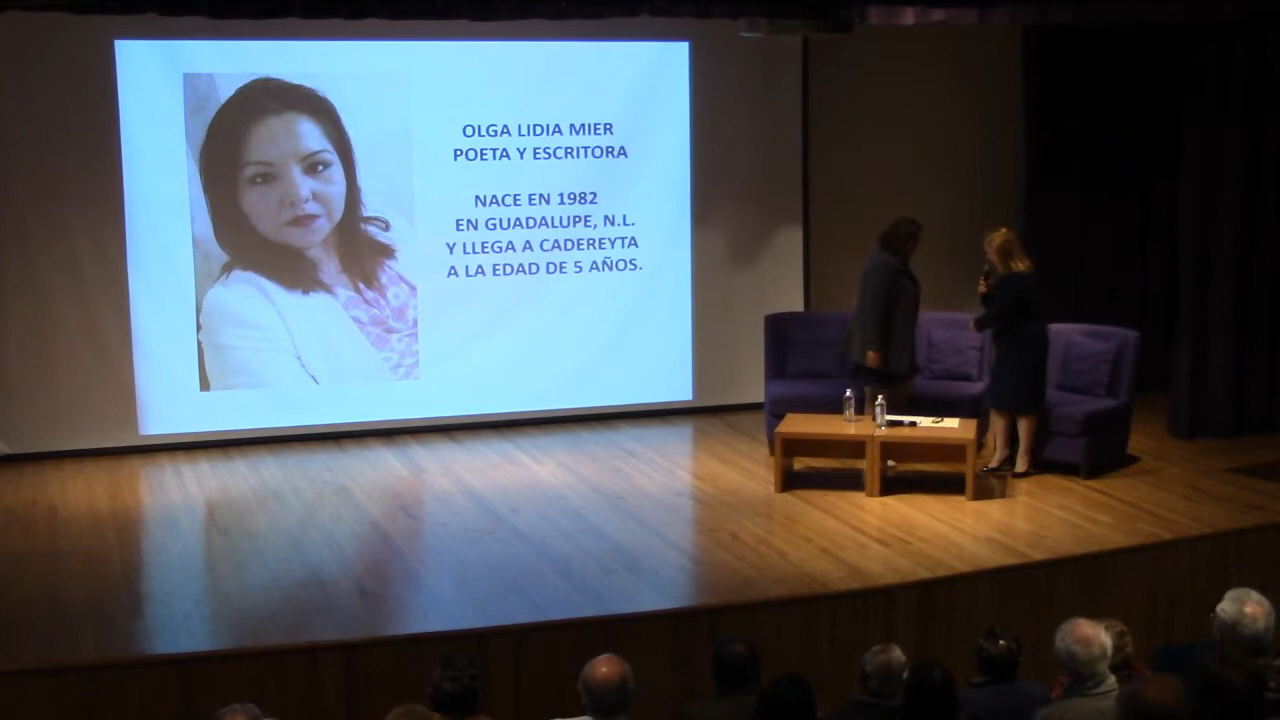 OLGA LIDIA MIER
POETA Y ESCRITORA
NACE EN 1982
EN GUADALUPE, N.L.
Y LLEGA A CADEREYTA
A LA EDAD DE 5 AÑOS.